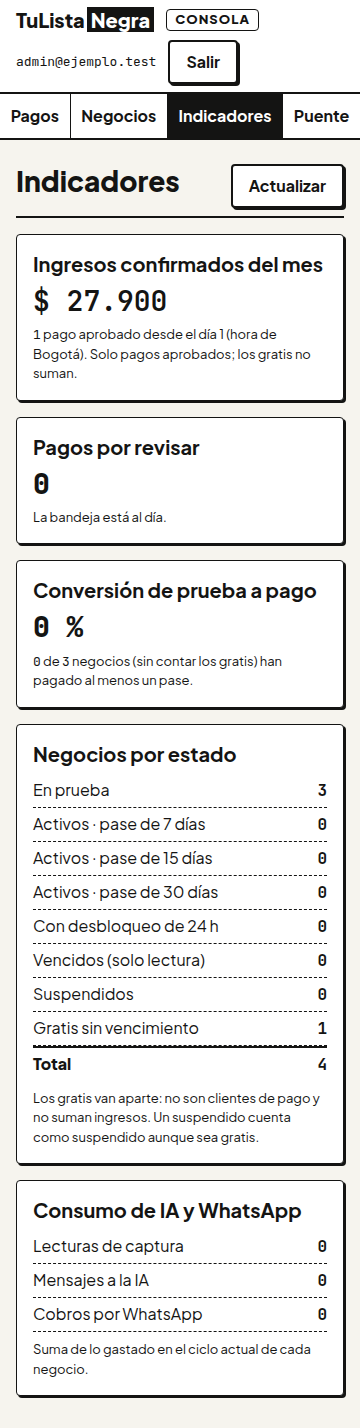 TuLista Negra CONSOLA
admin@ejemplo.test Salir
Pagos Negocios Indicadores Puente
Indicadores Actualizar
Ingresos confirmados del mes
$ 27.900
1 pago aprobado desde el día 1 (hora de
Bogotá). Solo pagos aprobados; los gratis no
suman.
Pagos por revisar
0
La bandeja está al día.
Conversión de prueba a pago
0 %
0 de 3 negocios (sin contar los gratis) han
pagado al menos un pase.
Negocios por estado
En prueba 3
Activos · pase de 7 días 0
Activos · pase de 15 días 0
Activos · pase de 30 días 0
Con desbloqueo de 24 h 0
Vencidos (solo lectura) 0
Suspendidos 0
Gratis sin vencimiento 1
Total 4
Los gratis van aparte: no son clientes de pago y
no suman ingresos. Un suspendido cuenta
como suspendido aunque sea gratis.
Consumo de IA y WhatsApp
Lecturas de captura 0
Mensajes a la IA 0
Cobros por WhatsApp 0
Suma de lo gastado en el ciclo actual de cada
negocio.